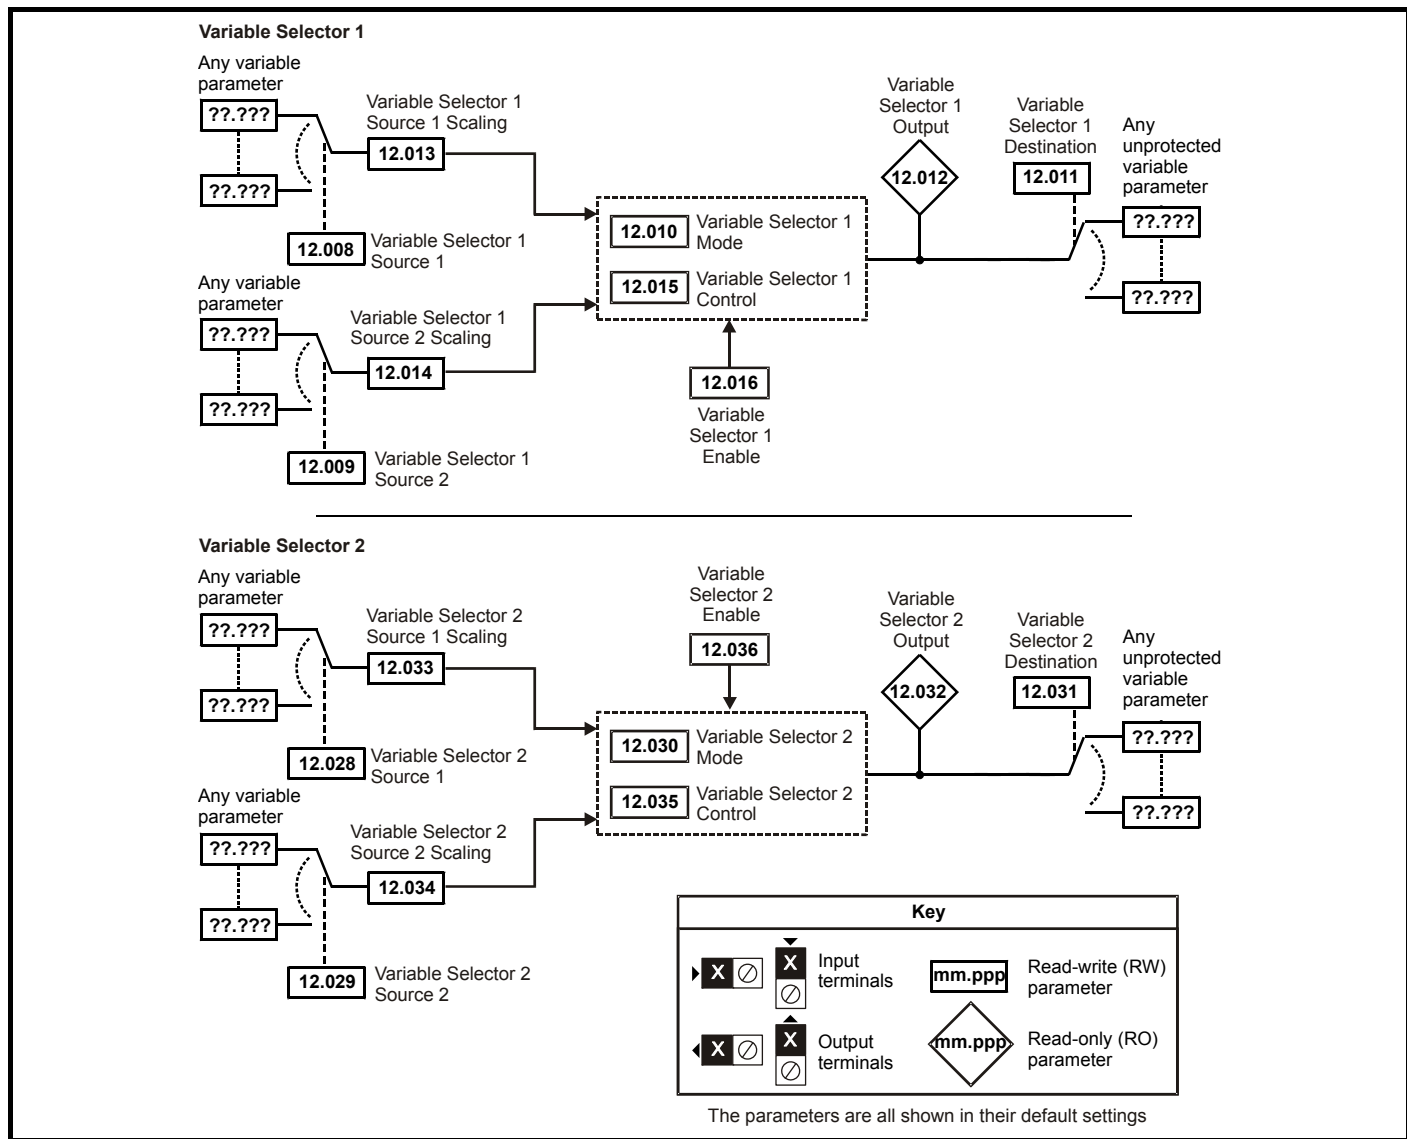 Variable Selector 1
Any variable
parameter
??.???
??.???
Variable Selector 1
Source 1 Scaling
12.013
12.008
Variable Selector 1
Source 1
Any variable
parameter
??.???
??.???
Variable Selector 1
Source 2 Scaling
12.014
12.009
Variable Selector 1
Source 2
12.010
Variable Selector 1
Mode
12.015
Variable Selector 1
Control
12.016
Variable
Selector 1
Enable
Variable
Selector 1
Output
12.012
Variable
Selector 1
Destination
12.011
Any
unprotected
variable
parameter
??.???
??.???
Variable Selector 2
Any variable
parameter
??.???
??.???
Variable Selector 2
Source 1 Scaling
12.033
12.028
Variable Selector 2
Source 1
Any variable
parameter
??.???
??.???
Variable Selector 2
Source 2 Scaling
12.034
12.029
Variable Selector 2
Source 2
Variable
Selector 2
Enable
12.036
12.030
Variable Selector 2
Mode
12.035
Variable Selector 2
Control
Variable
Selector 2
Output
12.032
Variable
Selector 2
Destination
12.031
Any
unprotected
variable
parameter
??.???
??.???
Key
X
X
Input
terminals
mm.ppp
Read-write (RW)
parameter
X
X
Output
terminals
mm.ppp
Read-only (RO)
parameter
The parameters are all shown in their default settings